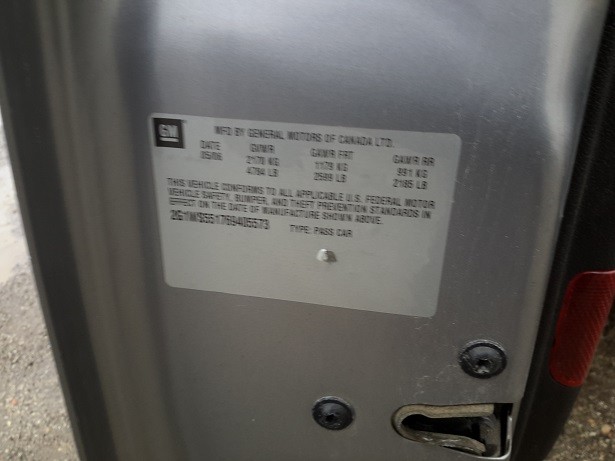 GM
MFD BY GENERAL MOTORS OF CANADA LTD.
DATE GVWR GAWR FRT GAWR RR
05/06 2170 KG 1179 KG 991 KG
4784 LB 2599 LB 2185 LB
THIS VEHICLE CONFORMS TO ALL APPLICABLE U.S. FEDERAL MOTOR
VEHICLE SAFETY, BUMPER, AND THEFT PREVENTION STANDARDS IN
EFFECT ON THE DATE OF MANUFACTURE SHOWN ABOVE.
2G1WS551769405573 TYPE: PASS CAR